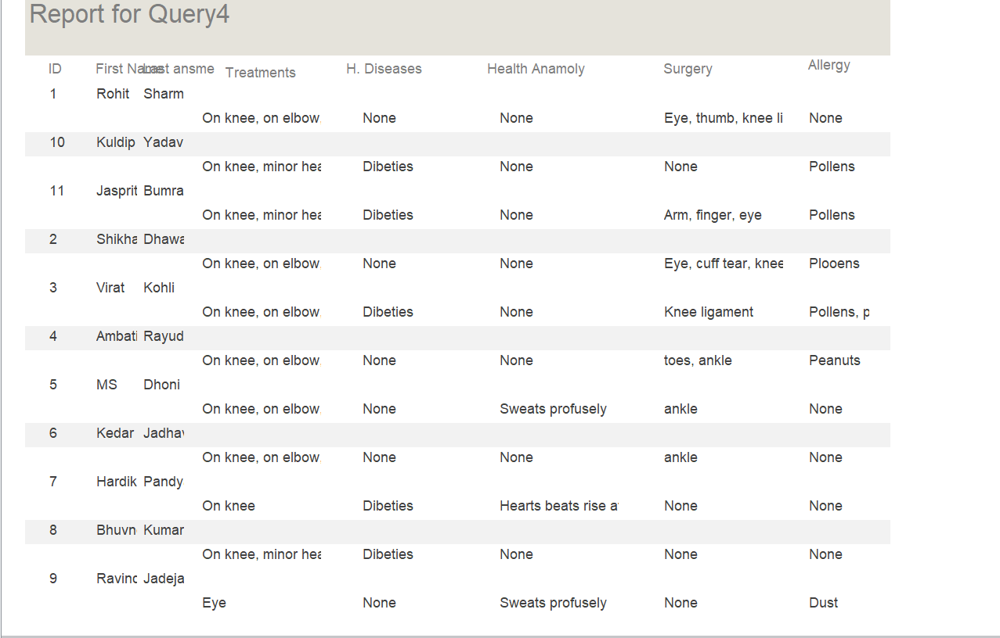 Report for Query4
ID First Name Last ansme Treatments H. Diseases Health Anamoly Surgery Allergy
1 Rohit Sharm
On knee, on elbow, None None Eye, thumb, knee li None
10 Kuldip Yadav
On knee, minor hea Dibeties None None Pollens
11 Jasprit Bumra
On knee, minor hea Dibeties None Arm, finger, eye Pollens
2 Shikha Dhawa
On knee, on elbow, None None Eye, cuff tear, knee Plooens
3 Virat Kohli
On knee, on elbow, Dibeties None Knee ligament Pollens, p
4 Ambati Rayud
On knee, on elbow, None None toes, ankle Peanuts
5 MS Dhoni
On knee, on elbow, None Sweats profusely ankle None
6 Kedar Jadhav
On knee, on elbow, None None ankle None
7 Hardik Pandy
On knee Dibeties Hearts beats rise a None None
8 Bhuvn Kumar
On knee, minor hea Dibeties None None None
9 Ravind Jadeja
Eye None Sweats profusely None Dust